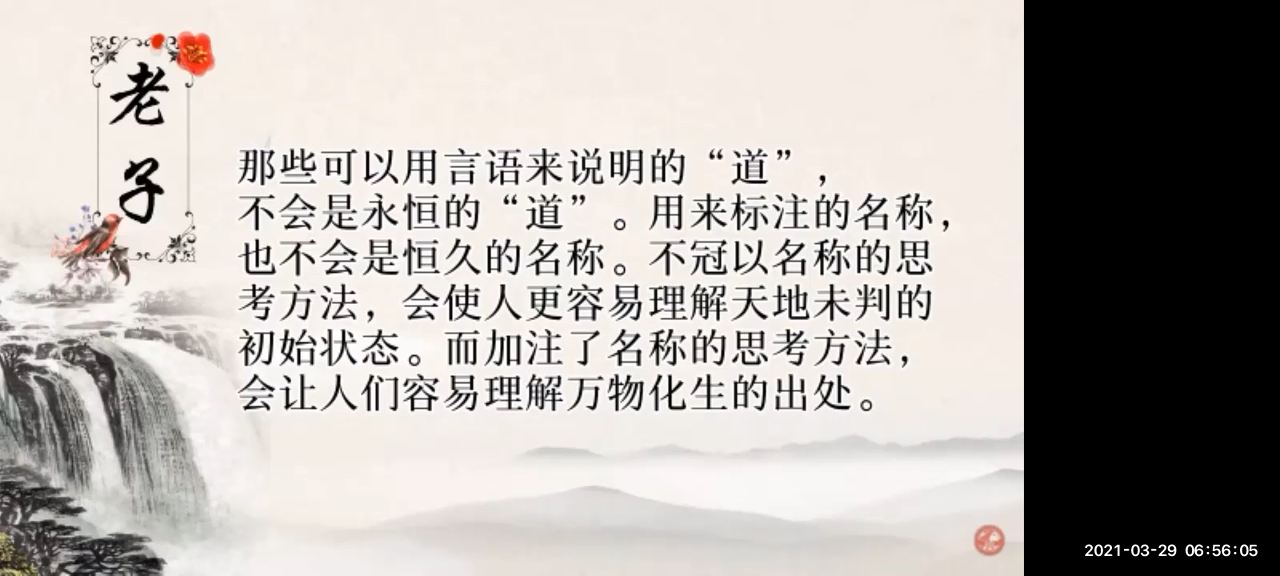 老子
那些可以用言语来说明的“道”，
不会是永恒的“道”。用来标注的名称，
也不会是恒久的名称。不冠以名称的思
考方法，会使人更容易理解天地未判的
初始状态。而加注了名称的思考方法，
会让人们容易理解万物化生的出处。
2021-03-29 06:56:05